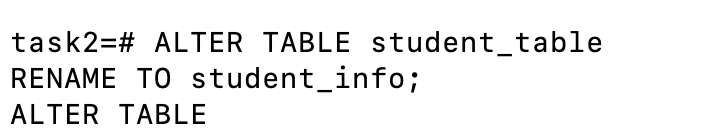 task2=# ALTER TABLE student_table
RENAME TO student_info;
ALTER TABLE